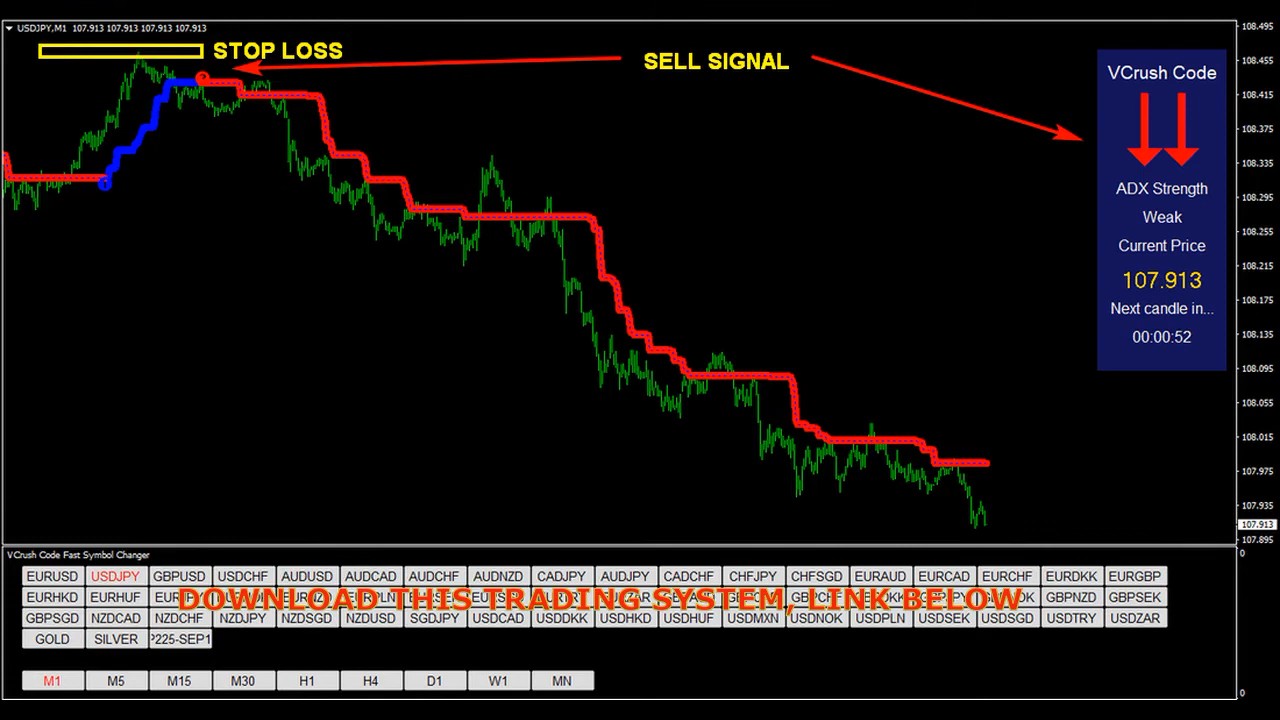 USDJPY,M1 107.913 107.913 107.913 107.913
STOP LOSS
SELL SIGNAL
VCrush Code
ADX Strength
Weak
Current Price
107.913
Next candle in...
00:00:52
108.495
108.455
108.415
108.375
108.335
108.295
108.255
108.215
108.175
108.135
108.095
108.055
108.015
107.975
107.935
107.913
107.895
VCrush Code Fast Symbol Changer
0
EURUSD USDJPY GBPUSD USDCHF AUDUSD AUDCAD AUDCHF AUDNZD CADJPY AUDJPY CADCHF CHFJPY CHFSGD EURAUD EURCAD EURCHF EURDKK EURGBP
EURHKD EURHUF GBPNZD GBPSEK
DOWNLOAD THIS TRADING SYSTEM, LINK BELOW
GBPSGD NZDCAD NZDCHF NZDJPY NZDSGD NZDUSD SGDJPY USDCAD USDDKK USDHKD USDHUF USDMXN USDNOK USDPLN USDSEK USDSGD USDTRY USDZAR
GOLD SILVER 225-SEP1
M1 M5 M15 M30 H1 H4 D1 W1 MN
0